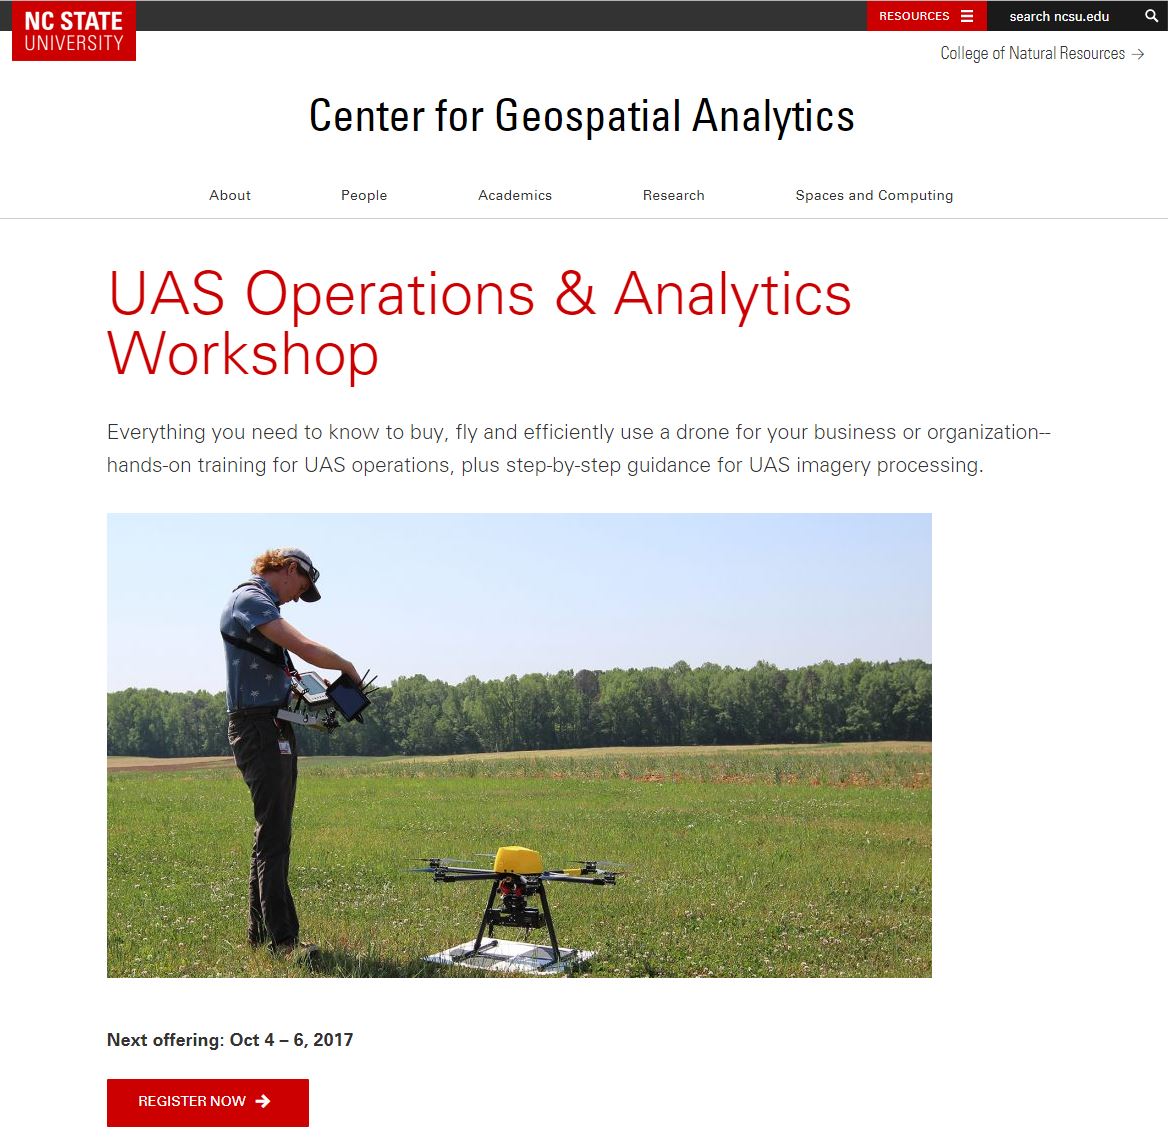 NC STATE
UNIVERSITY
RESOURCES
search ncsu.edu
College of Natural Resources →
Center for Geospatial Analytics
About People Academics Research Spaces and Computing
UAS Operations & Analytics
Workshop
Everything you need to know to buy, fly and efficiently use a drone for your business or organization--
hands-on training for UAS operations, plus step-by-step guidance for UAS imagery processing.
Next offering: Oct 4 – 6, 2017
REGISTER NOW →